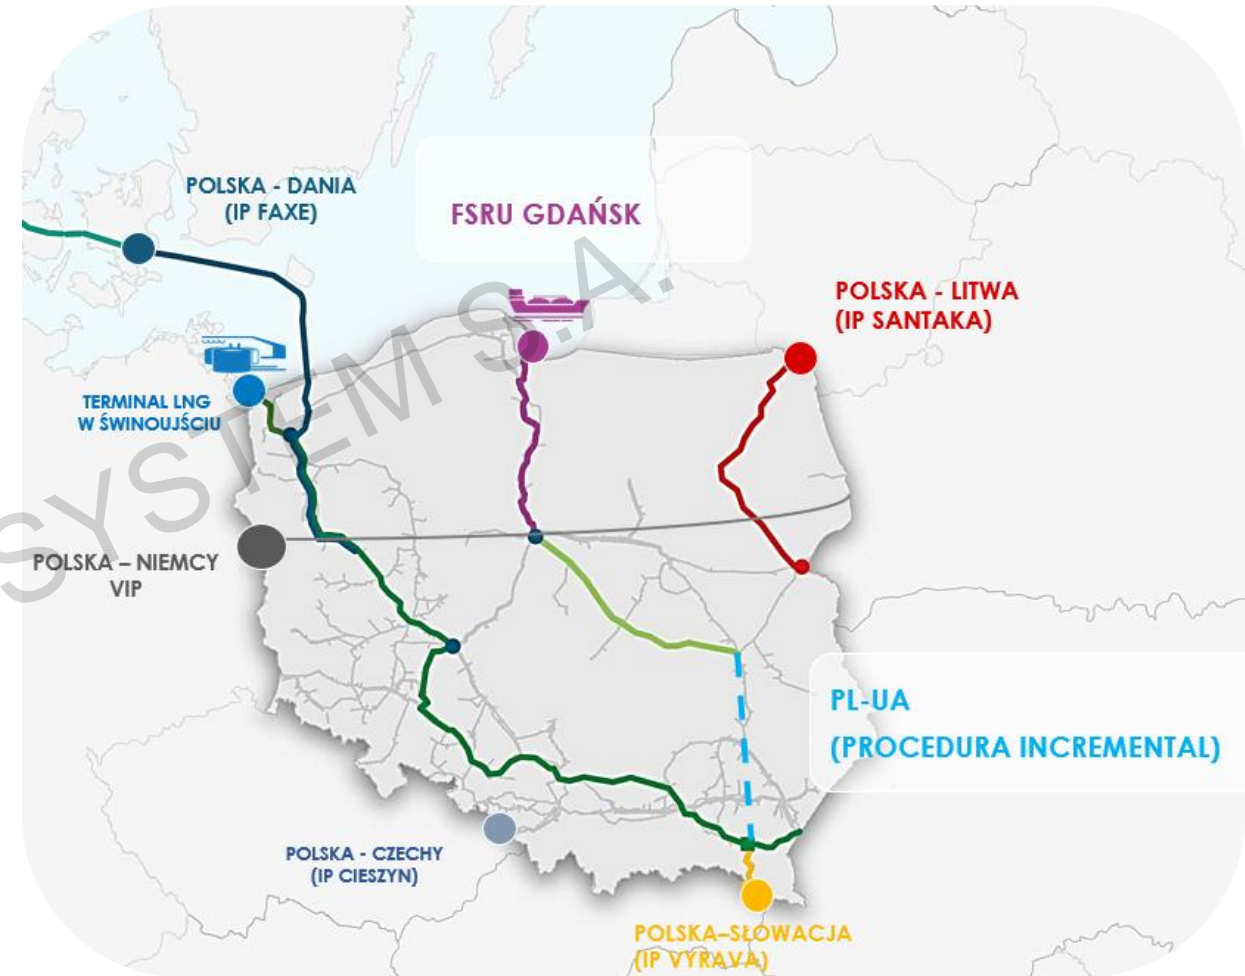 POLSKA - DANIA
(IP FAXE)
FSRU GDAŃSK
POLSKA - LITWA
(IP SANTAKA)
TERMINAL LNG
W ŚWINOUJŚCIU
POLSKA – NIEMCY
VIP
PL-UA
(PROCEDURA INCREMENTAL)
POLSKA - CZECHY
(IP CIESZYN)
POLSKA–SŁOWACJA
(IP VYRAVA)
SYSTEM S.A.